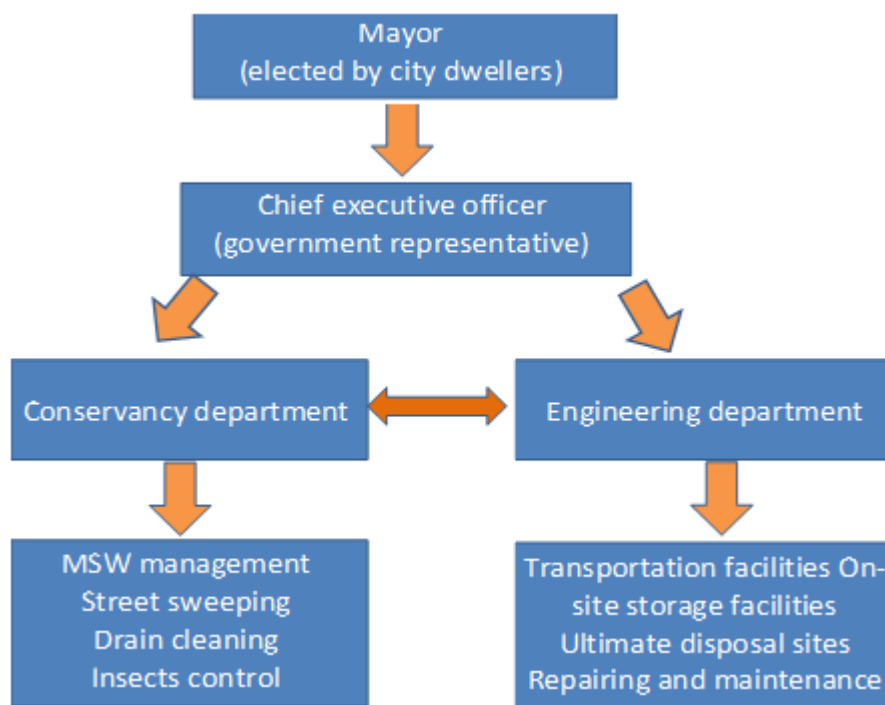 Mayor
(elected by city dwellers)
Chief executive officer
(government representative)
Conservancy department
Engineering department
MSW management
Street sweeping
Drain cleaning
Insects control
Transportation facilities On-
site storage facilities
Ultimate disposal sites
Repairing and maintenance